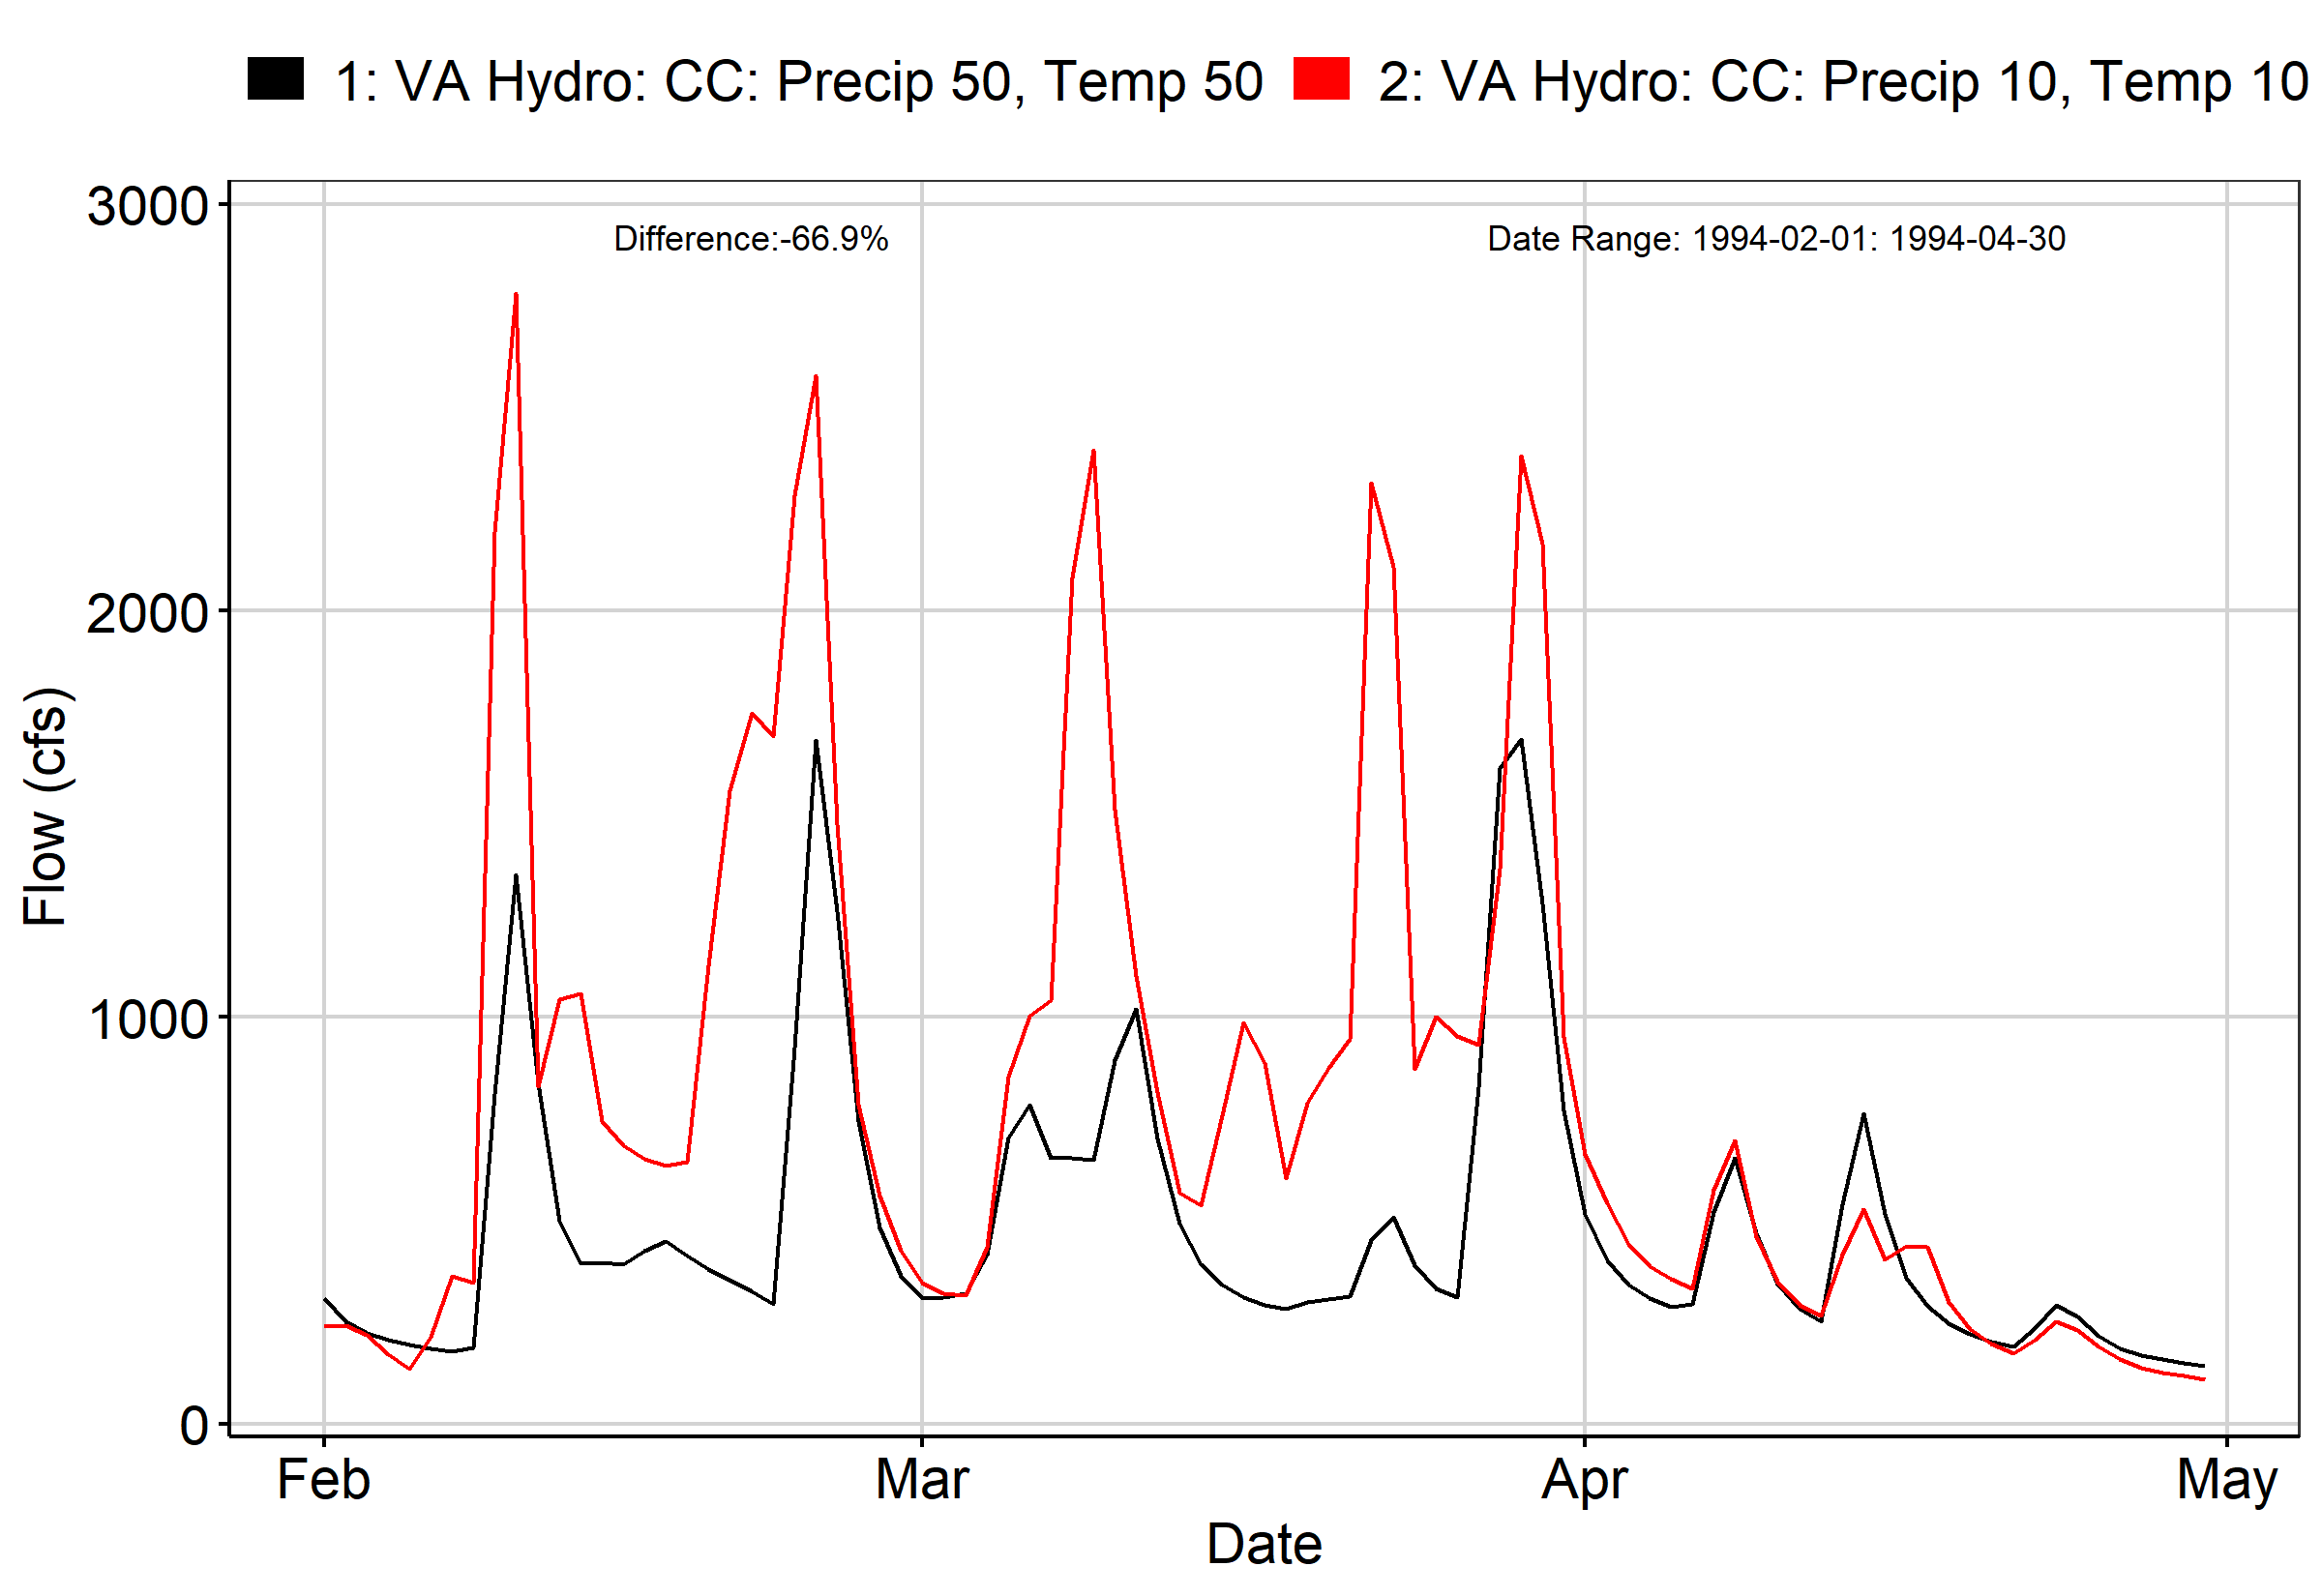 1: VA Hydro: CC: Precip 50, Temp 50 2: VA Hydro: CC: Precip 10, Temp 10
3000
Difference:-66.9% Date Range: 1994-02-01: 1994-04-30
2000
Flow (cfs)
1000
0
Feb Mar Apr May
Date